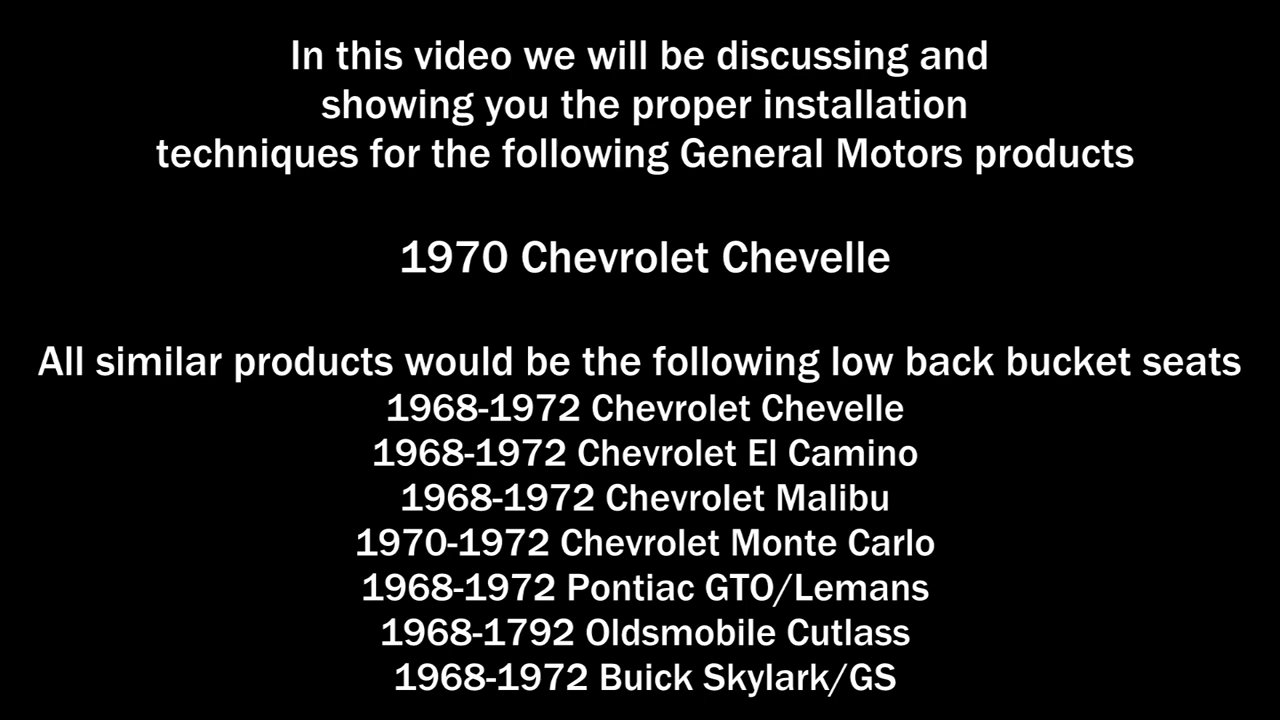 In this video we will be discussing and
showing you the proper installation
techniques for the following General Motors products
1970 Chevrolet Chevelle
All similar products would be the following low back bucket seats
1968-1972 Chevrolet Chevelle
1968-1972 Chevrolet El Camino
1968-1972 Chevrolet Malibu
1970-1972 Chevrolet Monte Carlo
1968-1972 Pontiac GTO/Lemans
1968-1792 Oldsmobile Cutlass
1968-1972 Buick Skylark/GS